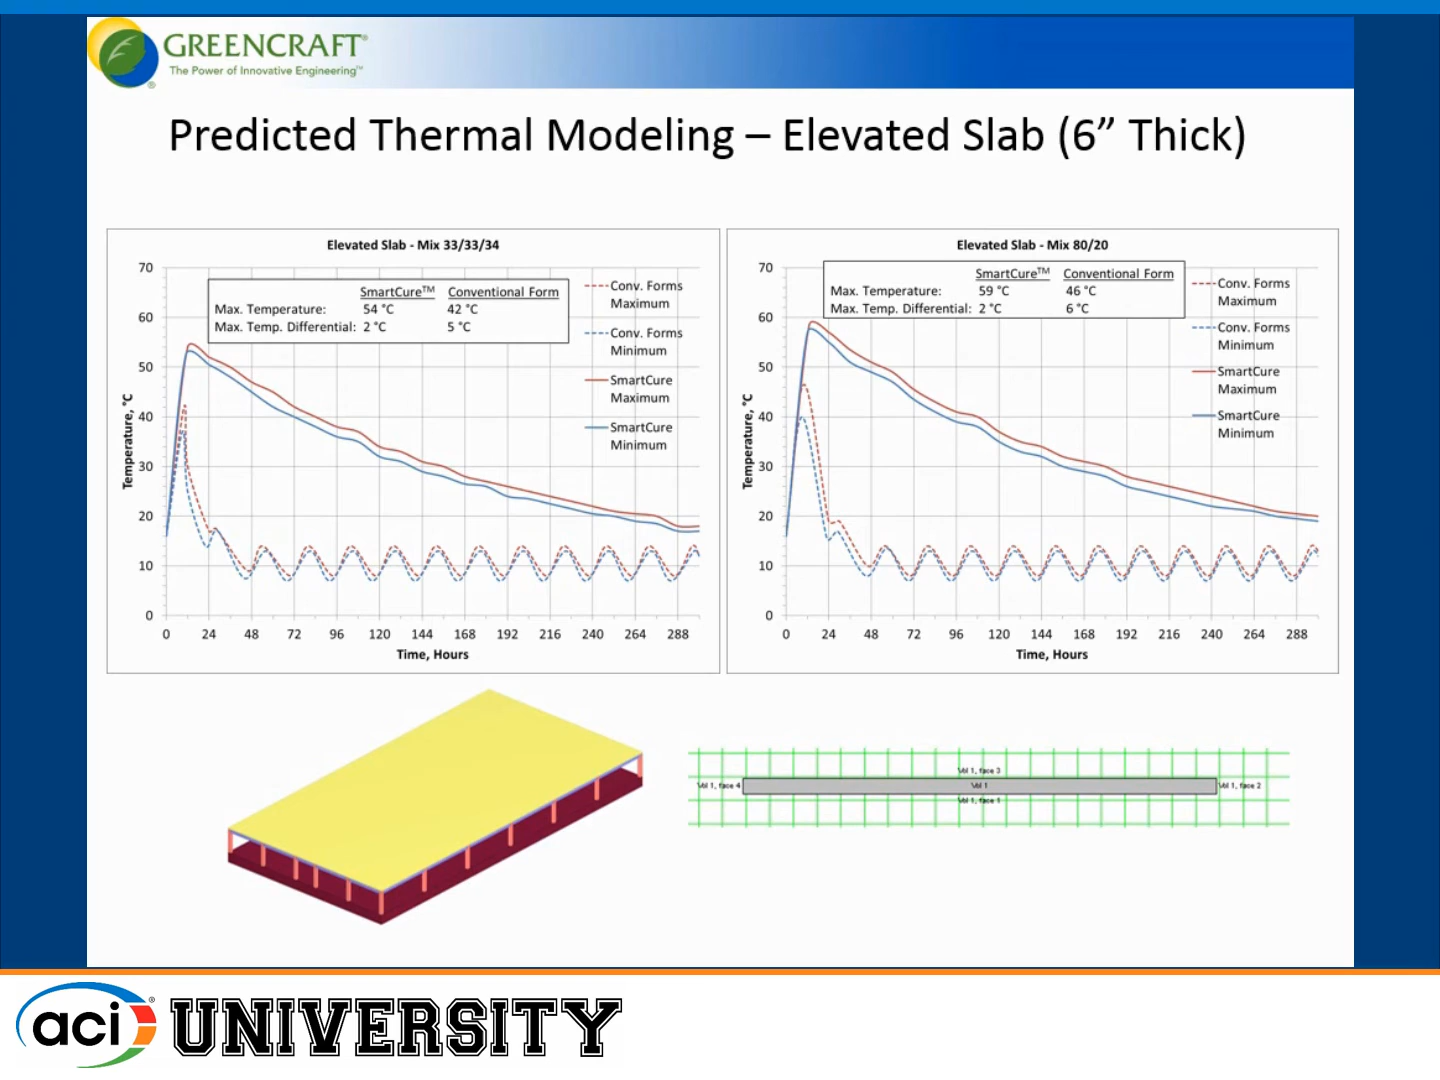 GREENCRAFT®
The Power of Innovative Engineering™
®
Predicted Thermal Modeling – Elevated Slab (6” Thick)
Elevated Slab - Mix 33/33/34
SmartCure™ Conventional Form
Max. Temperature: 54 °C 42 °C
Max. Temp. Differential: 2 °C 5 °C
Conv. Forms
Maximum
Conv. Forms
Minimum
SmartCure
Maximum
SmartCure
Minimum
Temperature, °C
70
60
50
40
30
20
10
0
0 24 48 72 96 120 144 168 192 216 240 264 288
Time, Hours
Elevated Slab - Mix 80/20
SmartCure™ Conventional Form
Max. Temperature: 59 °C 46 °C
Max. Temp. Differential: 2 °C 6 °C
Conv. Forms
Maximum
Conv. Forms
Minimum
SmartCure
Maximum
SmartCure
Minimum
Temperature, °C
70
60
50
40
30
20
10
0
0 24 48 72 96 120 144 168 192 216 240 264 288
Time, Hours
Vol 1, face 3
Vol 1, face 4 Vol 1 Vol 1, face 2
Vol 1, face 1
aci® UNIVERSITY